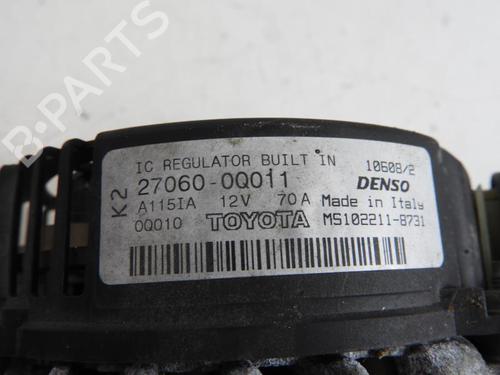 B-PARTS
IC REGULATOR BUILT IN 10608/2
K2 27060-0Q011 DENSO
A115IA 12V 70A Made in Italy
0Q010 TOYOTA MS102211-8731